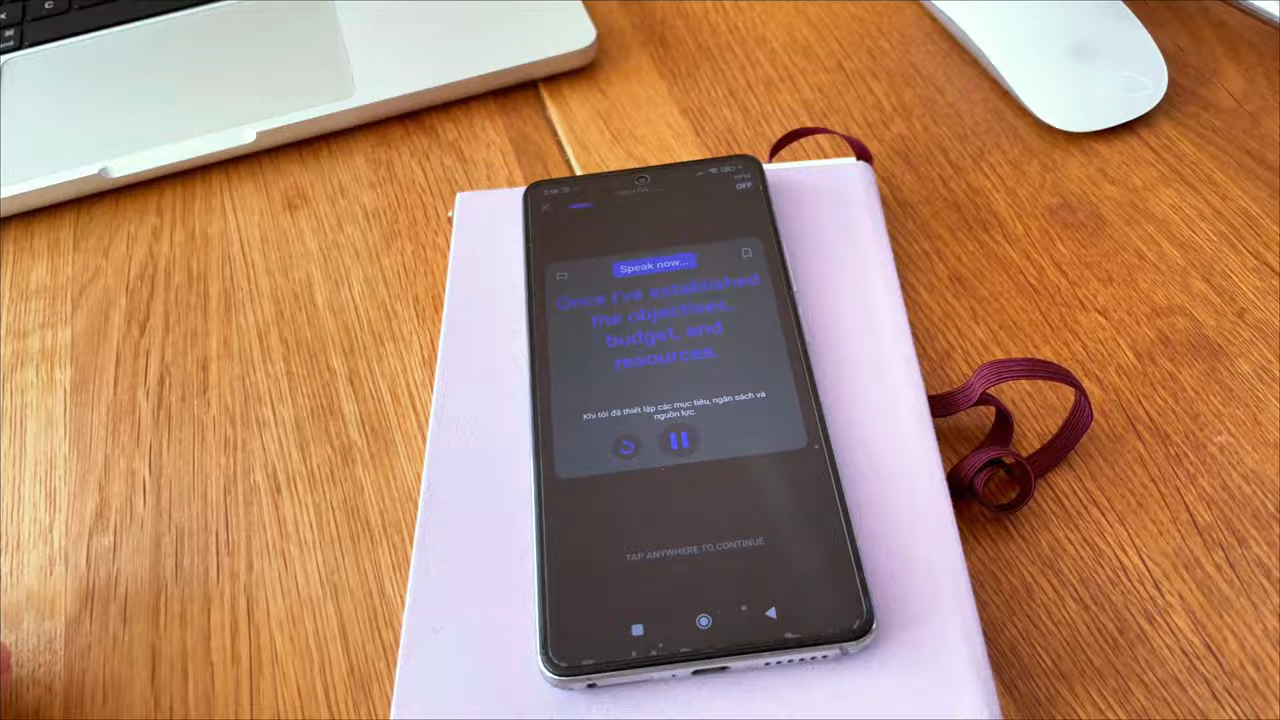 OFF
Speak now...
Once I've established
the objectives,
budget, and
resources.
Khi tôi đã thiết lập các mục tiêu, ngân sách và
nguồn lực.
TAP ANYWHERE TO CONTINUE